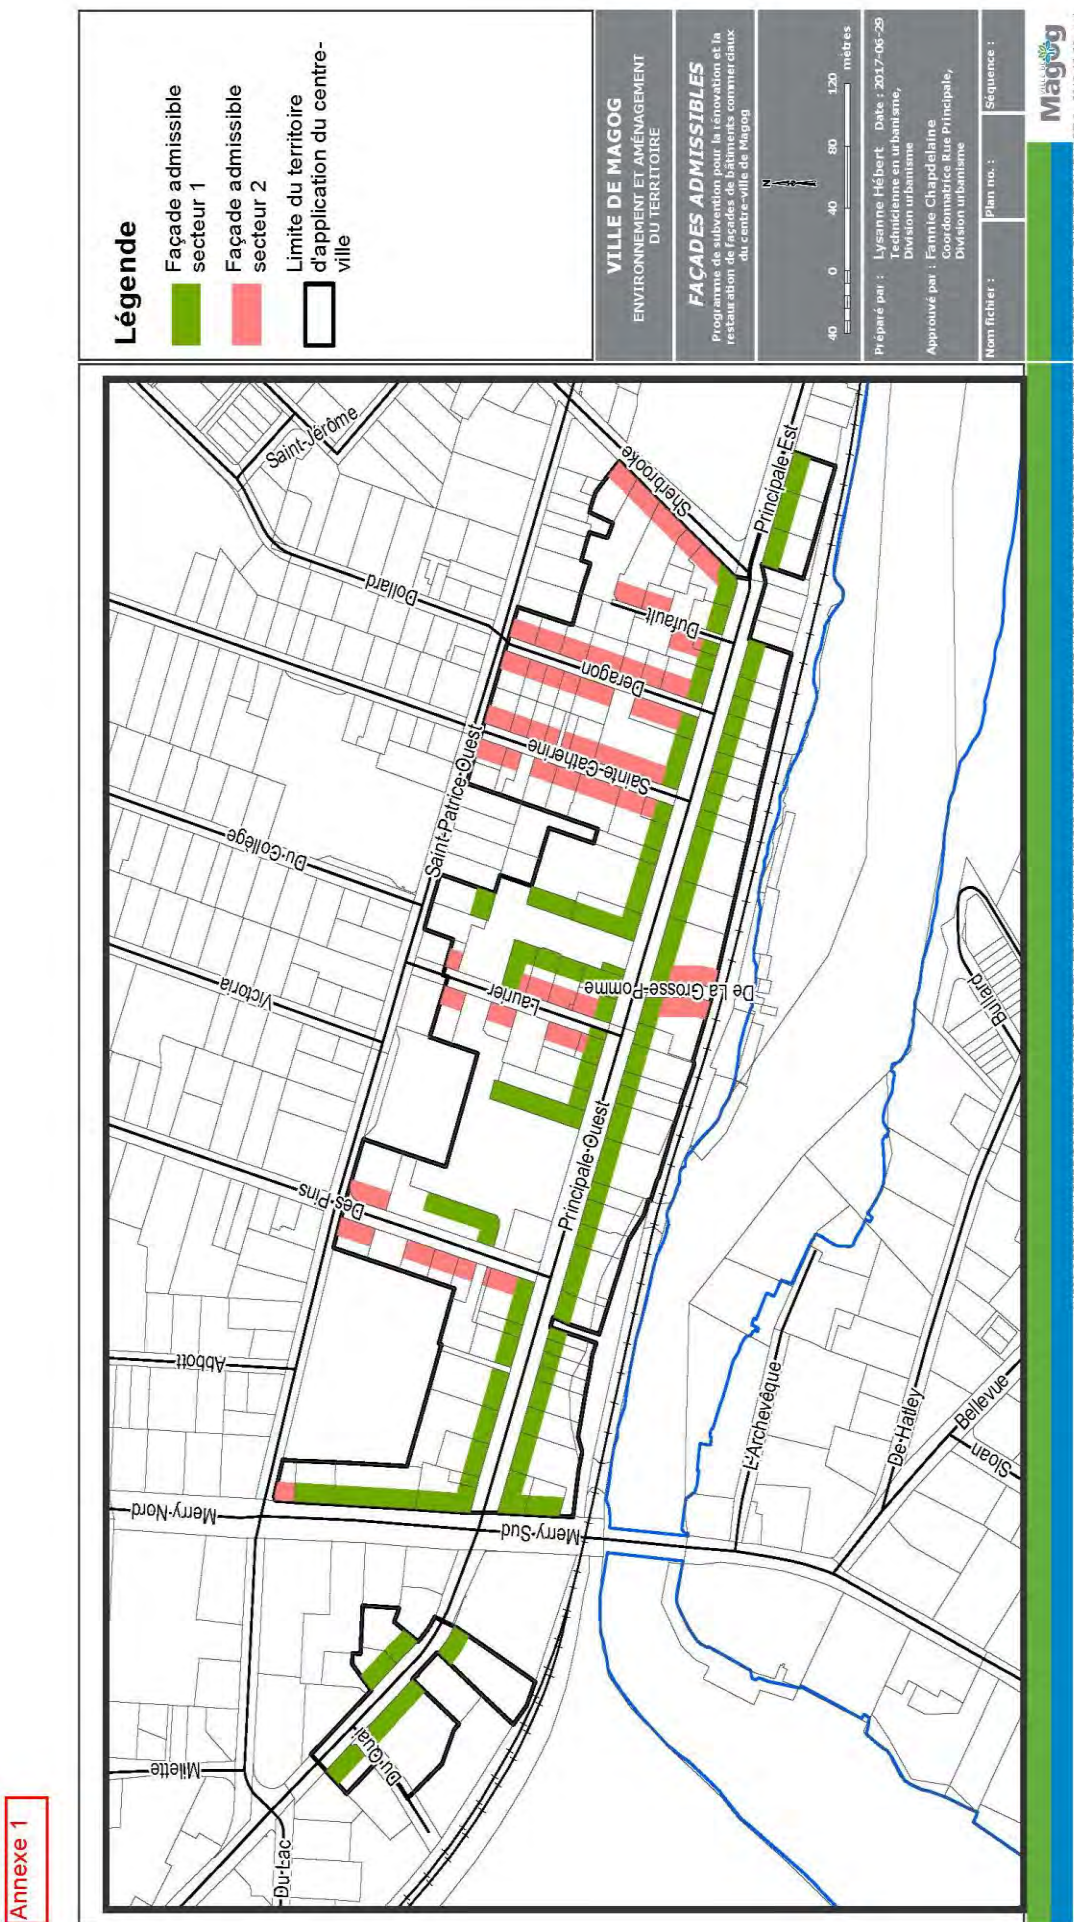 Annexe 1
Légende
Façade admissible
secteur 1
Façade admissible
secteur 2
Limite du territoire
d'application du centre-
ville
VILLE DE MAGOG
ENVIRONNEMENT ET AMÉNAGEMENT
DU TERRITOIRE
FAÇADES ADMISSIBLES
Programme de subvention pour la rénovation et la
restauration de façades de bâtiments commerciaux
du centre-ville de Magog
N
40 0 40 80 120
mètres
Préparé par : Lysanne Hébert Date : 2017-06-29
Technicienne en urbanisme,
Division urbanisme
Approuvé par : Fannie Chapdelaine
Coordonnatrice Rue Principale,
Division urbanisme
Nom fichier : Plan no. : Séquence :
Magog
Milette
Du Lac
Du Quai
Merry-Nord
Merry-Sud
Abbott
Des-Pins
Victoria
Du-Collège
Saint-Patrice-Ouest
Dollard
Saint-Jérôme
Laurier
Sainte-Catherine
Deragon
Dufault
Sherbrooke
Principale-Ouest
Principale-Est
De La Grosse-Pomme
L'Archevêque
De-Hatley
Bellevue
Sloan
Bullard